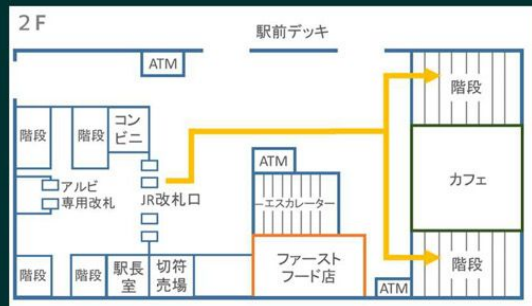 2F
駅前デッキ
ATM
階段
階段
階段
コン
ビニ
カフェ
アルビ
専用改札
JR改札口
ATM
エスカレーター
階段
階段
階段
駅長
室
切符
売場
ファースト
フード店
ATM